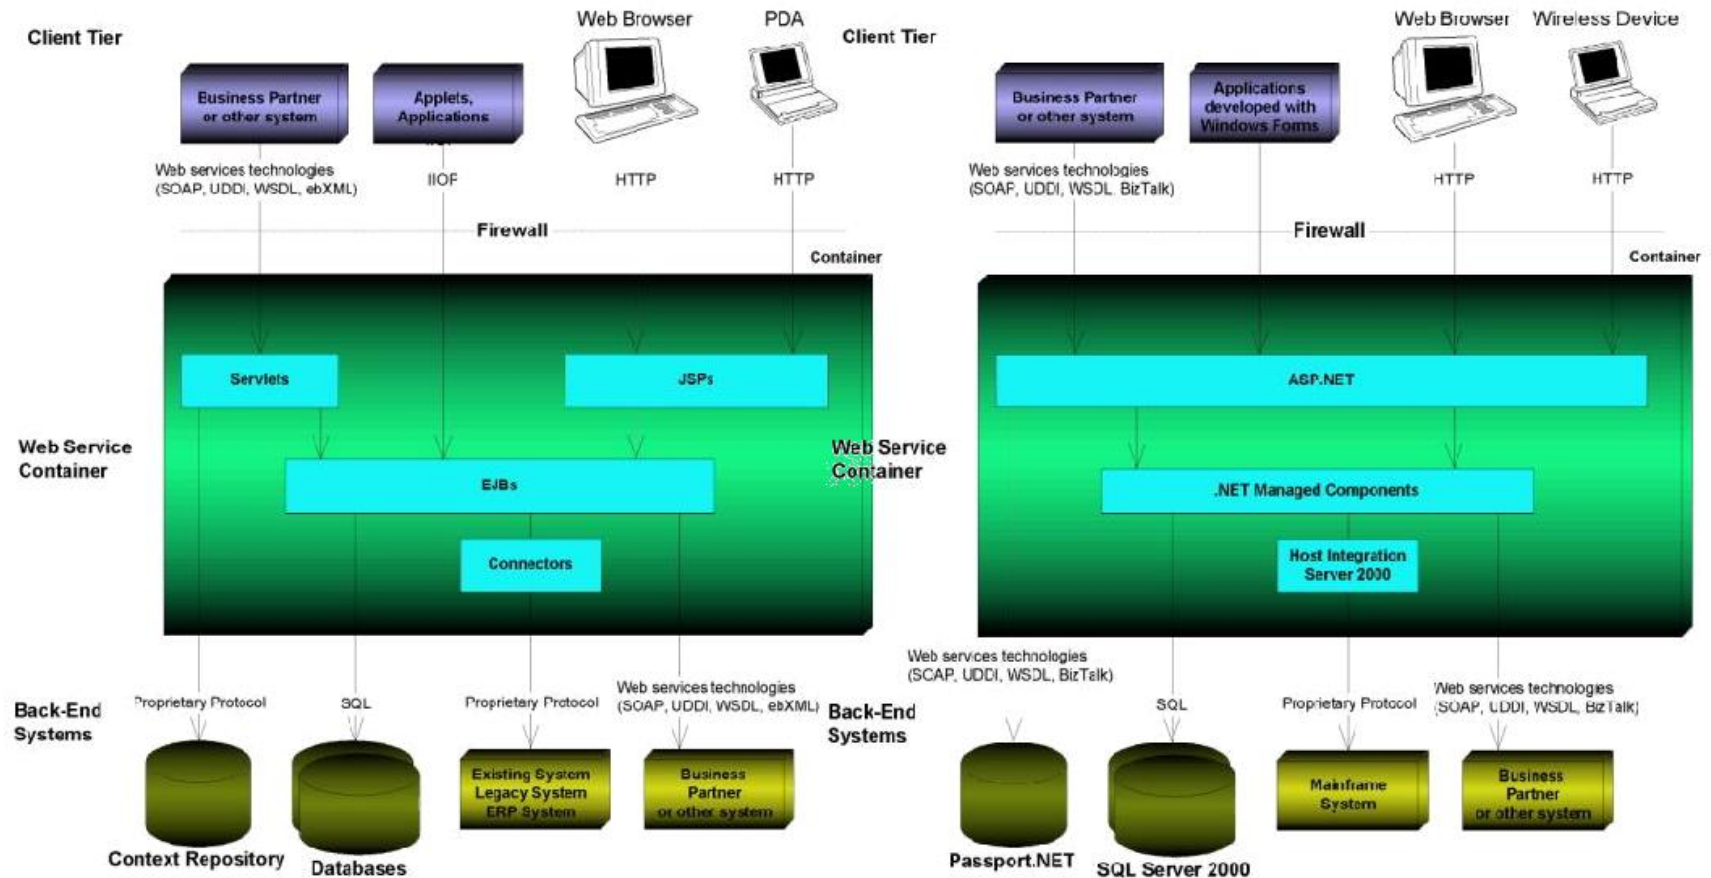 Client Tier
Web Browser
PDA
Business Partner
or other system
Applets,
Applications
Web services technologies
(SOAP, UDDI, WSDL, ebXML)
IIOP
HTTP
HTTP
Firewall
Container
Servlets
JSPs
Web Service
Container
EJBs
Connectors
Back-End
Systems
Proprietary Protocol
SQL
Proprietary Protocol
Web services technologies
(SOAP, UDDI, WSDL, ebXML)
Existing System
Legacy System
ERP System
Business
Partner
or other system
Context Repository
Databases
Client Tier
Web Browser
Wireless Device
Business Partner
or other system
Applications
developed with
Windows Forms
Web services technologies
(SOAP, UDDI, WSDL, BizTalk)
HTTP
HTTP
Firewall
Container
ASP.NET
Web Service
Container
.NET Managed Components
Host Integration
Server 2000
Web services technologies
(SOAP, UDDI, WSDL, BizTalk)
Back-End
Systems
SQL
Proprietary Protocol
Web services technologies
(SOAP, UDDI, WSDL, BizTalk)
Mainframe
System
Business
Partner
or other system
Passport.NET
SQL Server 2000